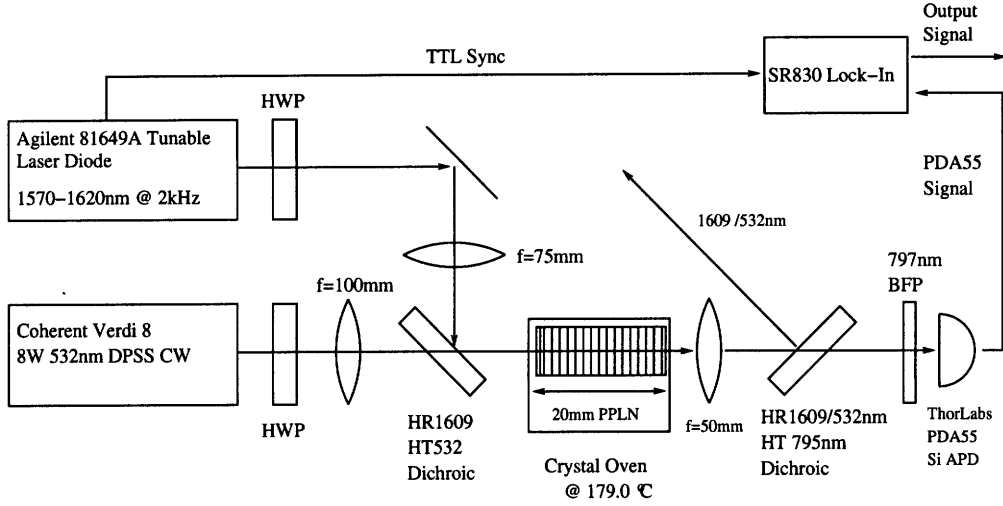 Output
Signal
TTL Sync
SR830 Lock-In
HWP
Agilent 81649A Tunable
Laser Diode
1570-1620nm @ 2kHz
PDA55
Signal
1609 /532nm
f=75mm
797nm
BFP
f=100mm
Coherent Verdi 8
8W 532nm DPSS CW
20mm PPLN
HWP
HR1609
HT532
Dichroic
f=50mm
HR1609/532nm
HT 795nm
Dichroic
ThorLabs
PDA55
Si APD
Crystal Oven
@ 179.0 °C